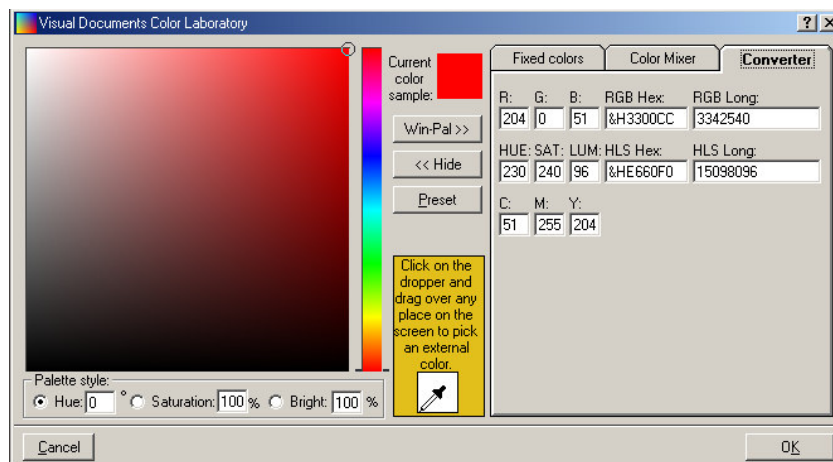 Visual Documents Color Laboratory
Current
color
sample:
Win-Pal >>
<< Hide
Preset
Click on the
dropper and
drag over any
place on the
screen to pick
an external
color.
Palette style:
Hue: 0 ° Saturation: 100 % Bright: 100 %
Fixed colors Color Mixer Converter
R: G: B: RGB Hex: RGB Long:
204 0 51 &H3300CC 3342540
HUE: SAT: LUM: HLS Hex: HLS Long:
230 240 96 &HE660F0 15098096
C: M: Y:
51 255 204
Cancel OK